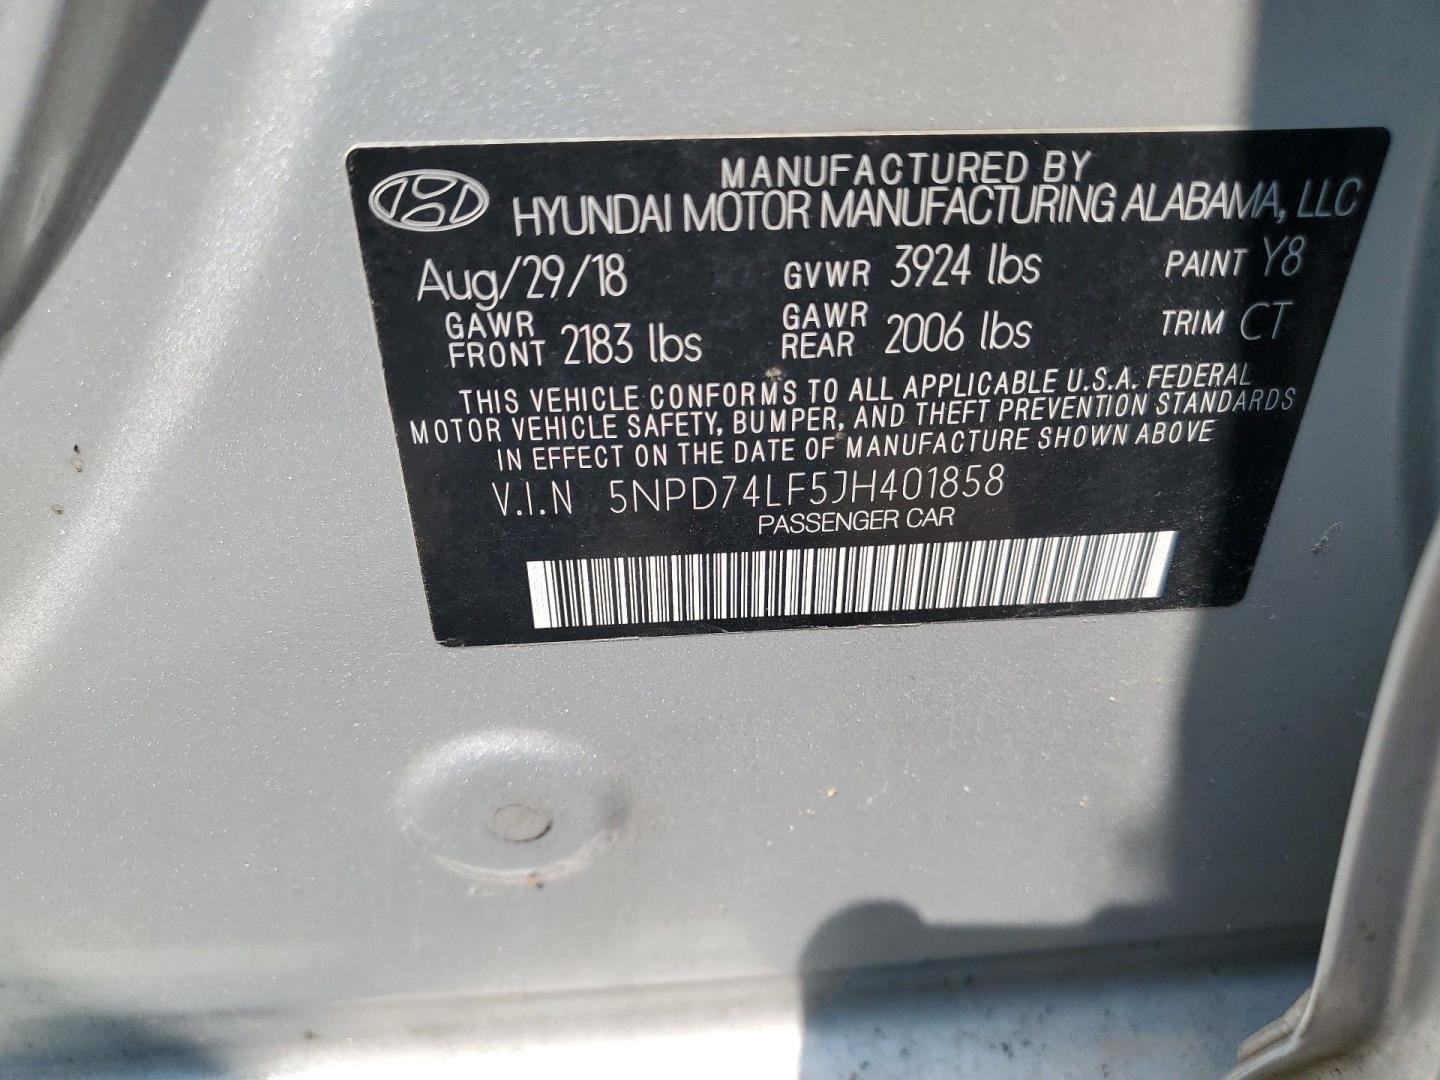 MANUFACTURED BY
HYUNDAI MOTOR MANUFACTURING ALABAMA, LLC
Aug/29/18 GVWR 3924 lbs PAINT Y8
GAWR FRONT 2183 lbs GAWR REAR 2006 lbs TRIM CT
THIS VEHICLE CONFORMS TO ALL APPLICABLE U.S.A. FEDERAL
MOTOR VEHICLE SAFETY, BUMPER, AND THEFT PREVENTION STANDARDS
IN EFFECT ON THE DATE OF MANUFACTURE SHOWN ABOVE
V.I.N 5NPD74LF5JH401858
PASSENGER CAR